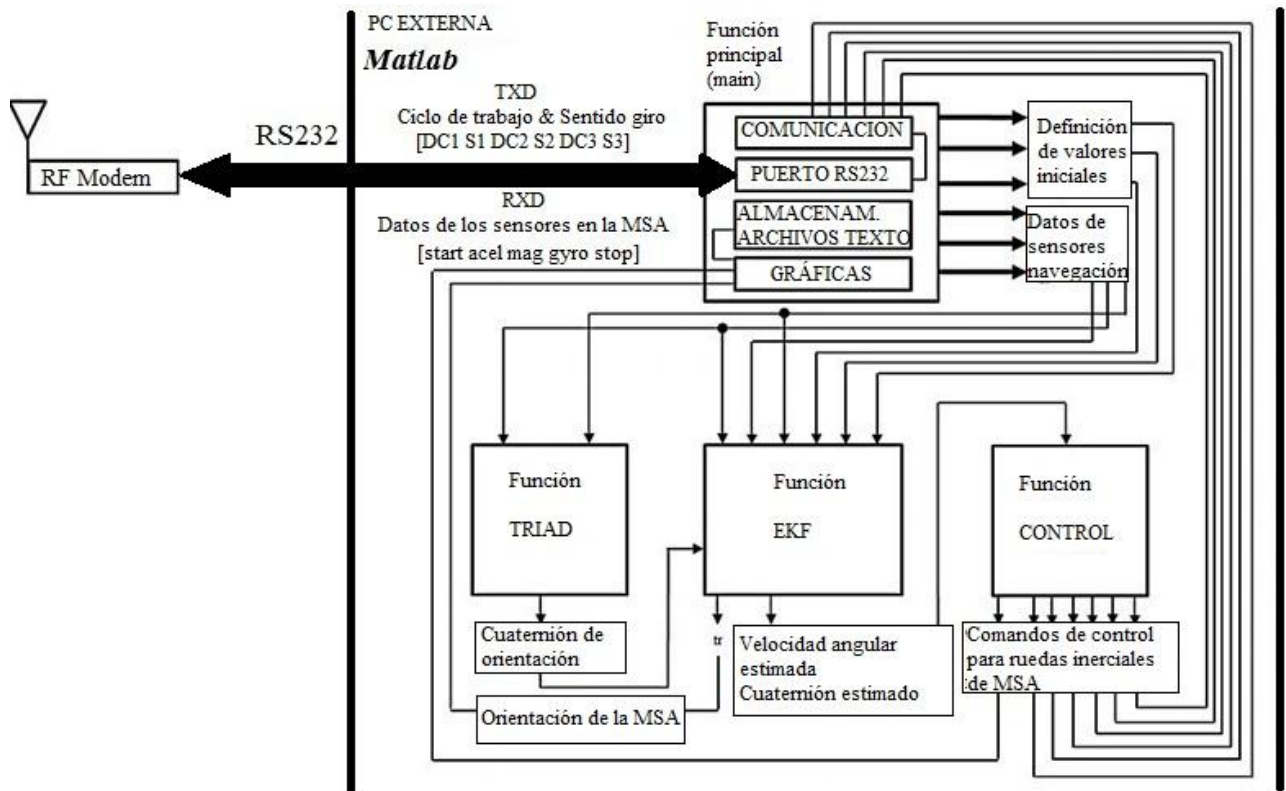 PC EXTERNA
Matlab
TXD
Ciclo de trabajo & Sentido giro
[DC1 S1 DC2 S2 DC3 S3]
RS232
RF Modem
RXD
Datos de los sensores en la MSA
[start acel mag gyro stop]
Función
principal
(main)
COMUNICACION
PUERTO RS232
ALMACENAM.
ARCHIVOS TEXTO
GRÁFICAS
Definición
de valores
iniciales
Datos de
sensores
navegación
Función
TRIAD
Función
EKF
Función
CONTROL
Cuaternión de
orientación
tr
Velocidad angular
estimada
Cuaternión estimado
Comandos de control
para ruedas inerciales
de MSA
Orientación de la MSA